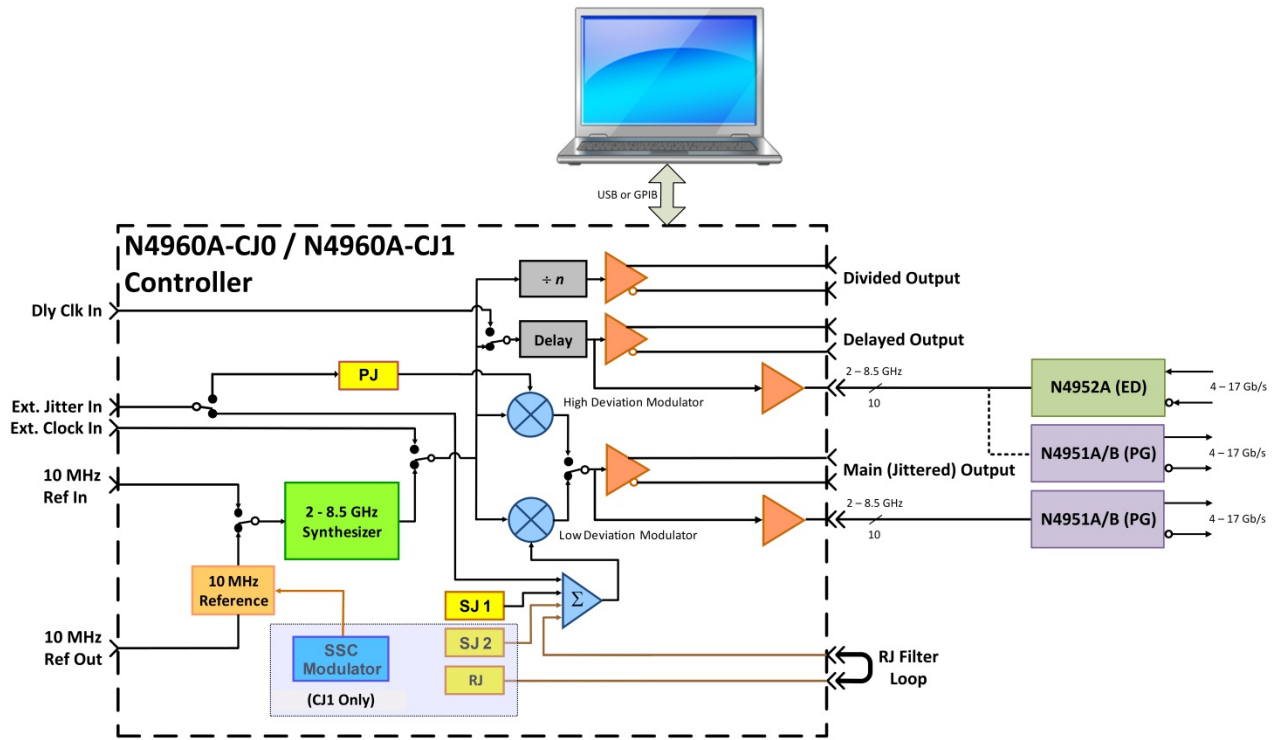 USB or GPIB
N4960A-CJ0 / N4960A-CJ1
Controller
÷ n
Divided Output
Dly Clk In
Delay
Delayed Output
PJ
2 – 8.5 GHz
10
N4952A (ED)
4 – 17 Gb/s
High Deviation Modulator
Ext. Jitter In
Ext. Clock In
N4951A/B (PG)
4 – 17 Gb/s
10 MHz
Ref In
Main (Jittered) Output
2 - 8.5 GHz
Synthesizer
2 – 8.5 GHz
10
N4951A/B (PG)
4 – 17 Gb/s
Low Deviation Modulator
10 MHz
Reference
SJ 1
Σ
10 MHz
Ref Out
SSC
Modulator
SJ 2
RJ
(CJ1 Only)
RJ Filter
Loop